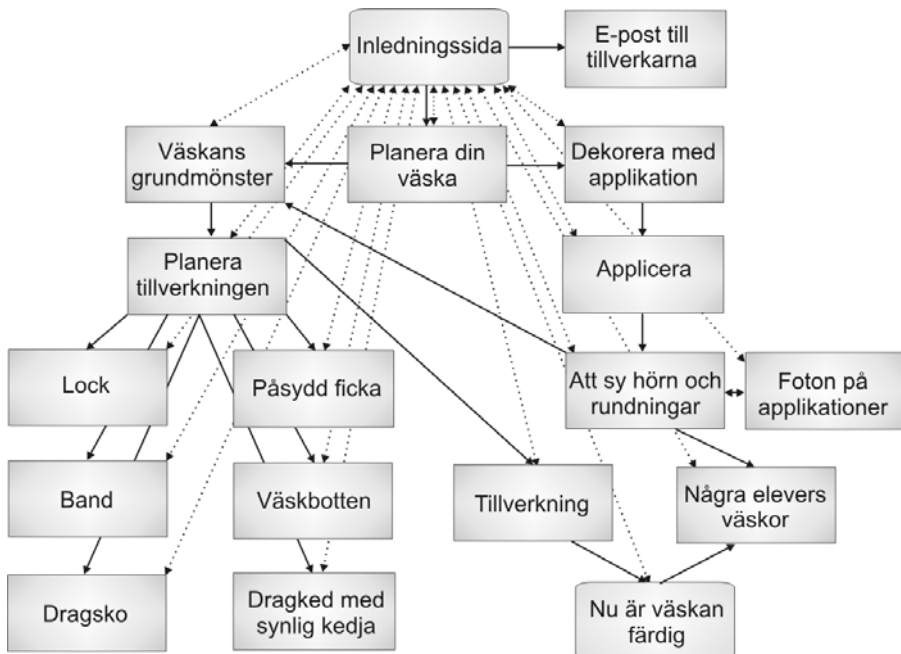 Inledningssida
E-post till
tillverkarna
Väskans
grundmönster
Planera din
väska
Dekorera med
applikation
Planera
tillverkningen
Applicera
Lock
Påsydd ficka
Att sy hörn och
rundningar
Foton på
applikationer
Band
Väskbotten
Tillverkning
Några elevers
väskor
Dragsko
Dragked med
synlig kedja
Nu är väskan
färdig